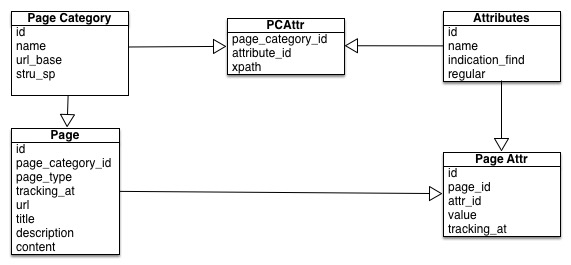 Page Category
id
name
url_base
stru_sp
PCAttr
page_category_id
attribute_id
xpath
Attributes
id
name
indication_find
regular
Page
id
page_category_id
page_type
tracking_at
url
title
description
content
Page Attr
id
page_id
attr_id
value
tracking_at